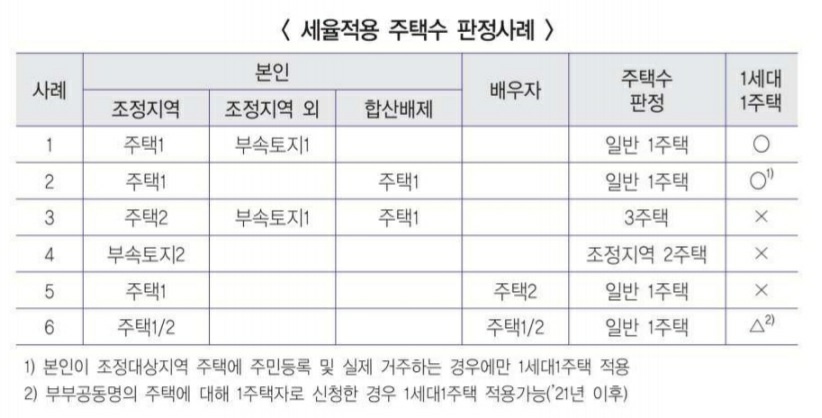 < 세율적용 주택수 판정사례 >
사례 본인 배우자 주택수 판정 1세대 1주택
조정지역 조정지역 외 합산배제
1 주택1 부속토지1 일반 1주택 ○
2 주택1 주택1 일반 1주택 ○1)
3 주택2 부속토지1 주택1 3주택 ×
4 부속토지2 조정지역 2주택 ×
5 주택1 주택2 일반 1주택 ×
6 주택1/2 주택1/2 일반 1주택 △2)
1) 본인이 조정대상지역 주택에 주민등록 및 실제 거주하는 경우에만 1세대1주택 적용
2) 부부공동명의 주택에 대해 1주택자로 신청한 경우 1세대1주택 적용가능('21년 이후)